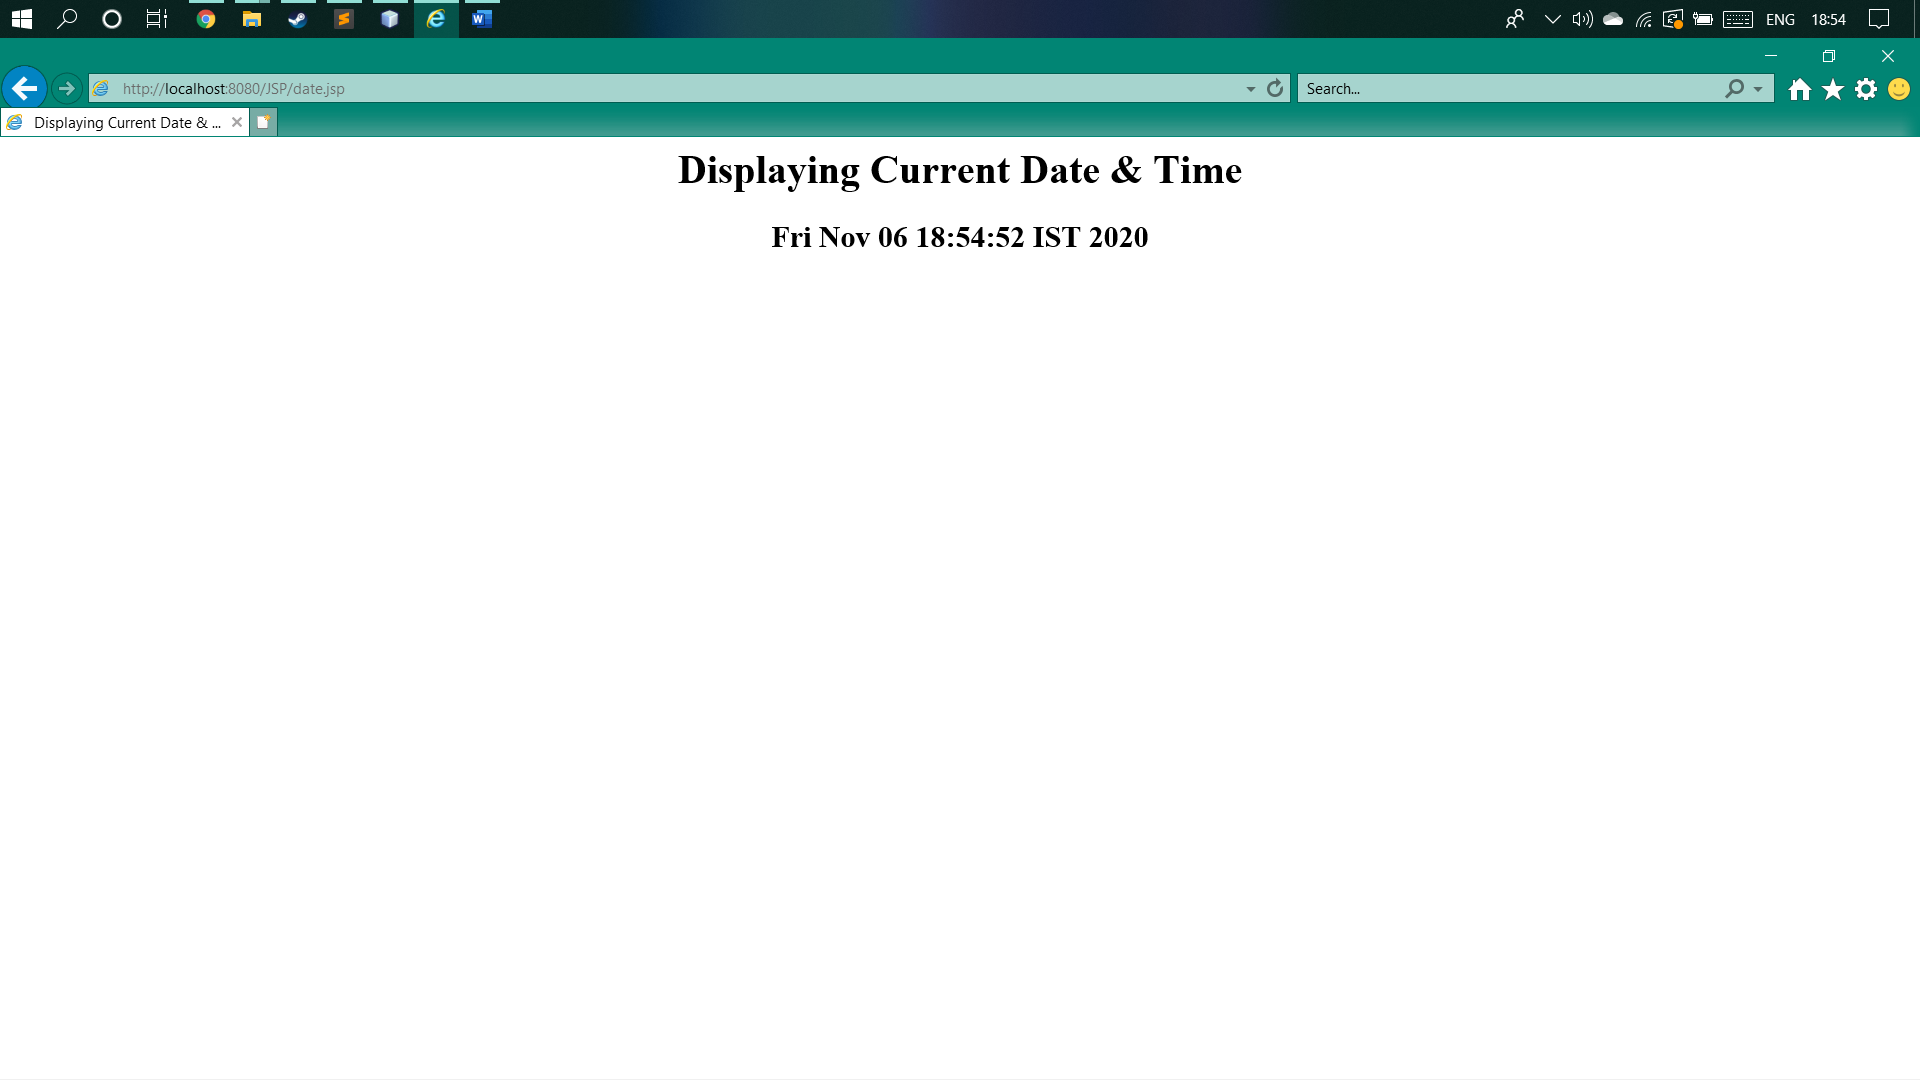 ENG 18:54
http://localhost:8080/JSP/date.jsp
Search...
Displaying Current Date & ...
Displaying Current Date & Time
Fri Nov 06 18:54:52 IST 2020